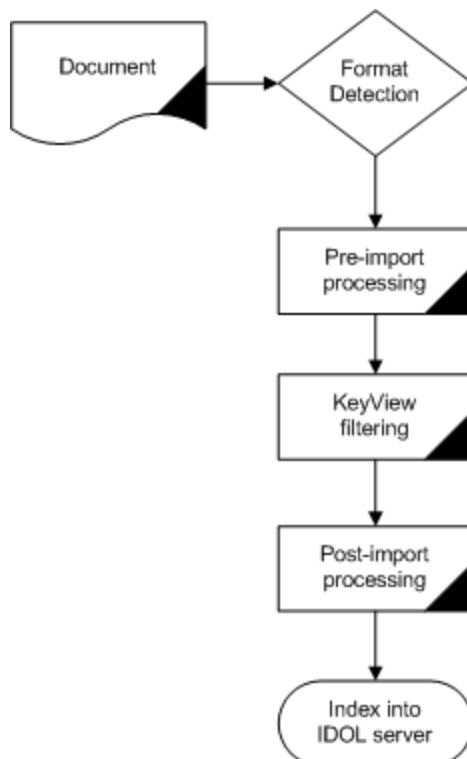 Document
Format
Detection
Pre-import
processing
KeyView
filtering
Post-import
processing
Index into
IDOL server